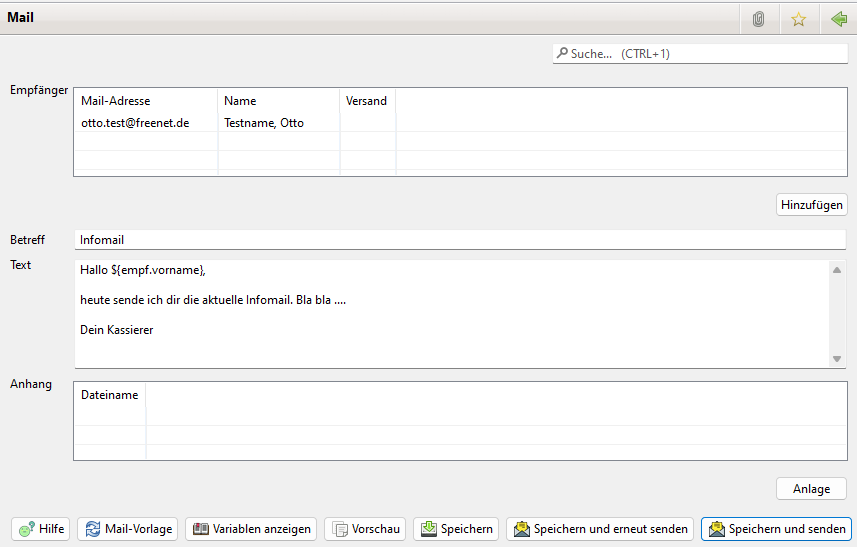 Mail
Suche... (CTRL+1)
Empfänger
Mail-Adresse Name Versand
otto.test@freenet.de Testname, Otto
Hinzufügen
Betreff Infomail
Text Hallo ${empf.vorname},
heute sende ich dir die aktuelle Infomail. Bla bla ....
Dein Kassierer
Anhang
Dateiname
Anlage
Hilfe Mail-Vorlage Variablen anzeigen Vorschau Speichern Speichern und erneut senden Speichern und senden